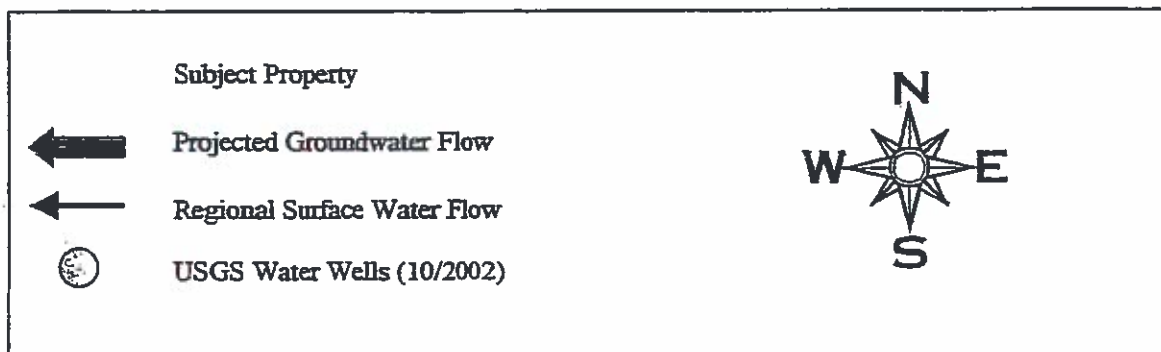 Subject Property
Projected Groundwater Flow
Regional Surface Water Flow
USGS Water Wells (10/2002)
N
W E
S